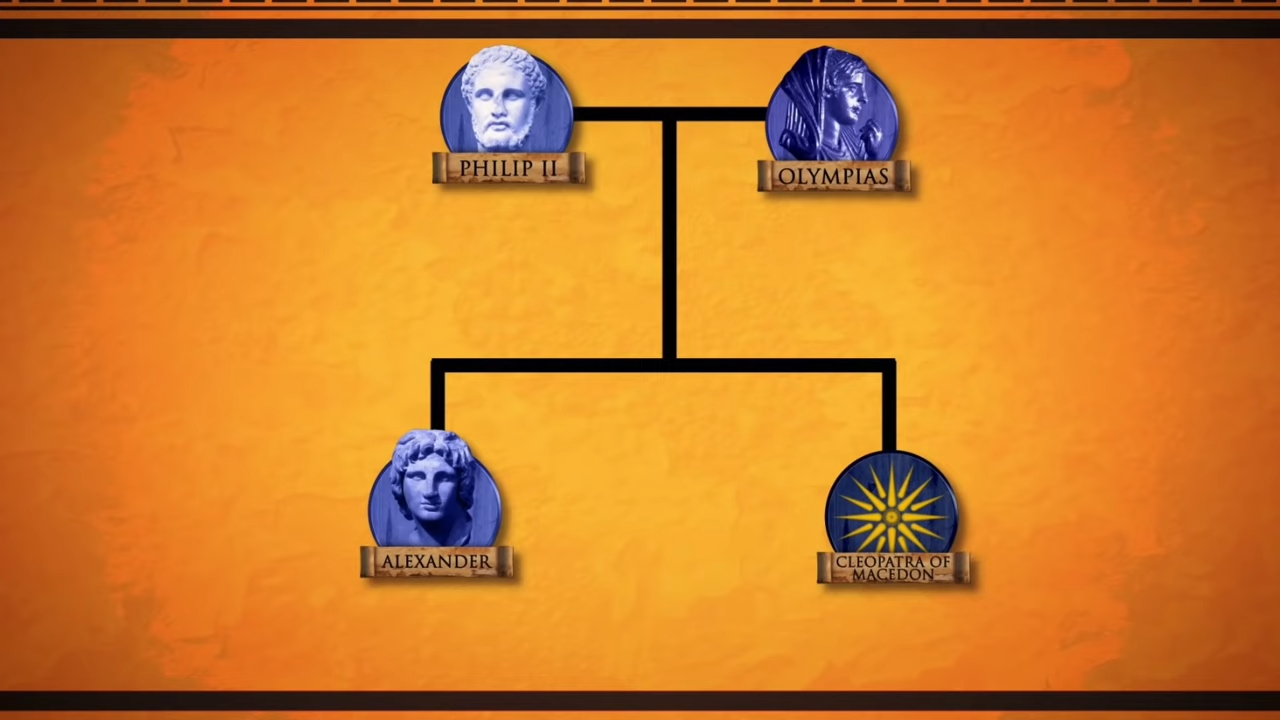 PHILIP II
OLYMPIAS
ALEXANDER
CLEOPATRA OF
MACEDON